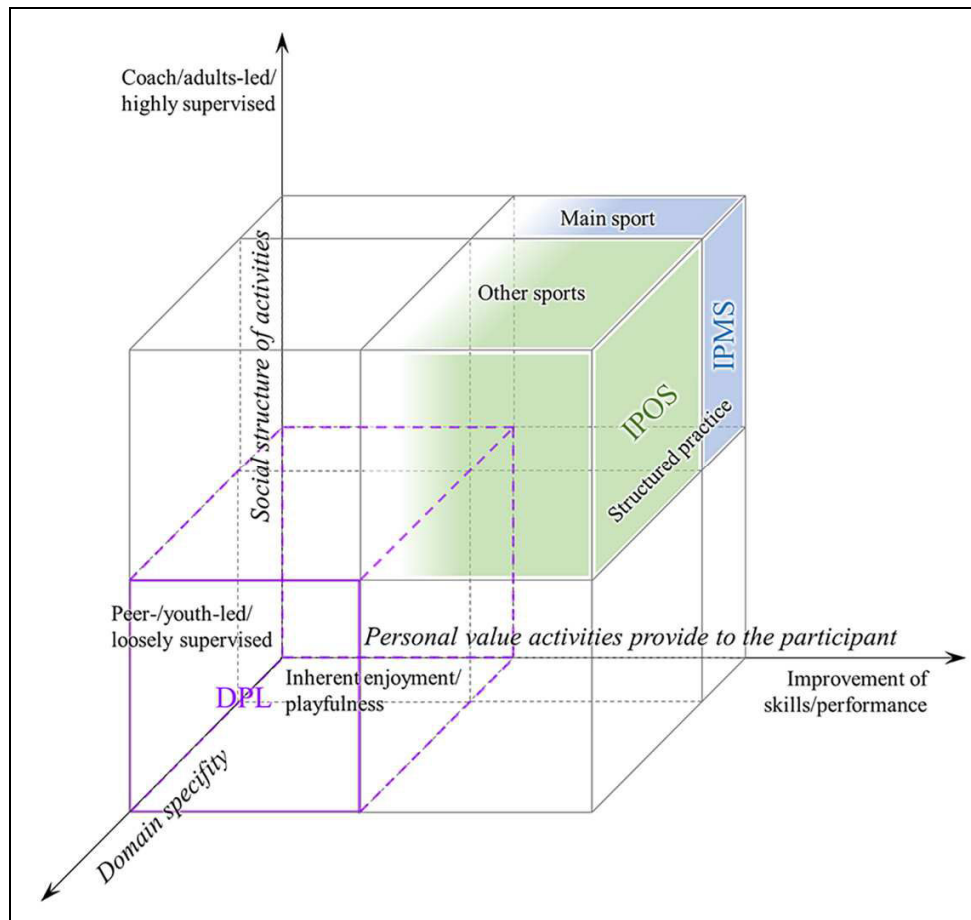 Coach/adults-led/
highly supervised
Main sport
Other sports
Social structure of activities
IPMS
IPOS
Structured practice
Peer-/youth-led/
loosely supervised
Personal value activities provide to the participant
Inherent enjoyment/
playfulness
DPL
Improvement of
skills/performance
Domain specifity